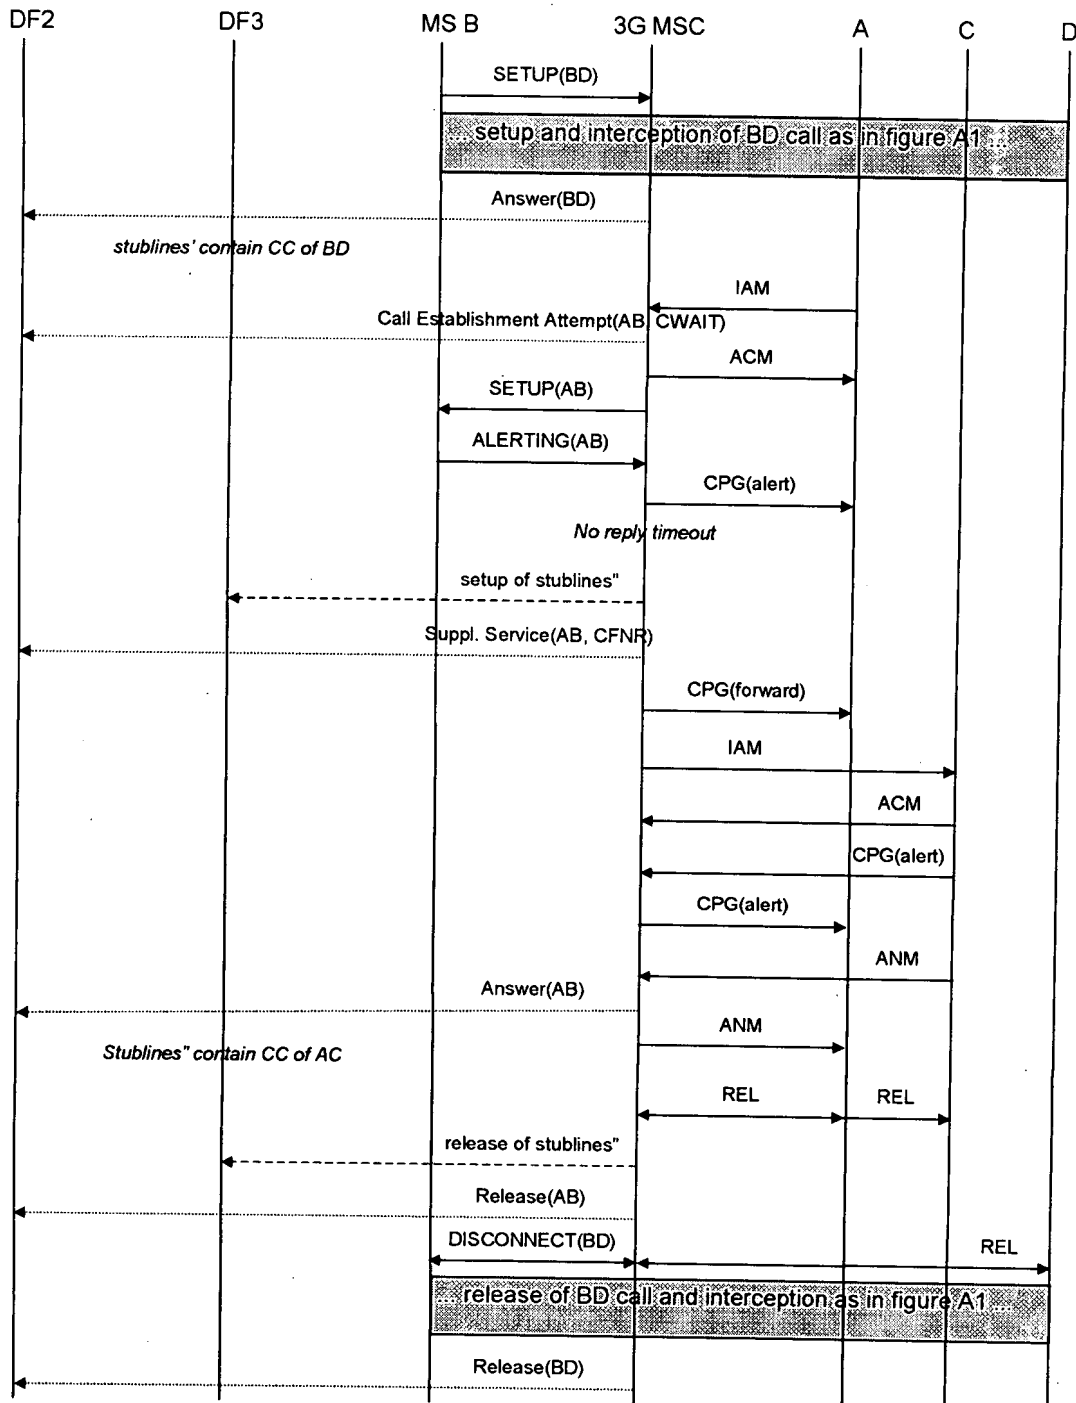 DF2 DF3 MS B 3G MSC A C D
SETUP(BD)
... setup and interception of BD call as in figure A1 ...
Answer(BD)
stublines' contain CC of BD
IAM
Call Establishment Attempt(AB, CWAIT)
ACM
SETUP(AB)
ALERTING(AB)
CPG(alert)
No reply timeout
setup of stublines"
Suppl. Service(AB, CFNR)
CPG(forward)
IAM
ACM
CPG(alert)
CPG(alert)
ANM
Answer(AB)
ANM
Stublines" contain CC of AC
REL REL
release of stublines"
Release(AB)
DISCONNECT(BD) REL
... release of BD call and interception as in figure A1 ...
Release(BD)